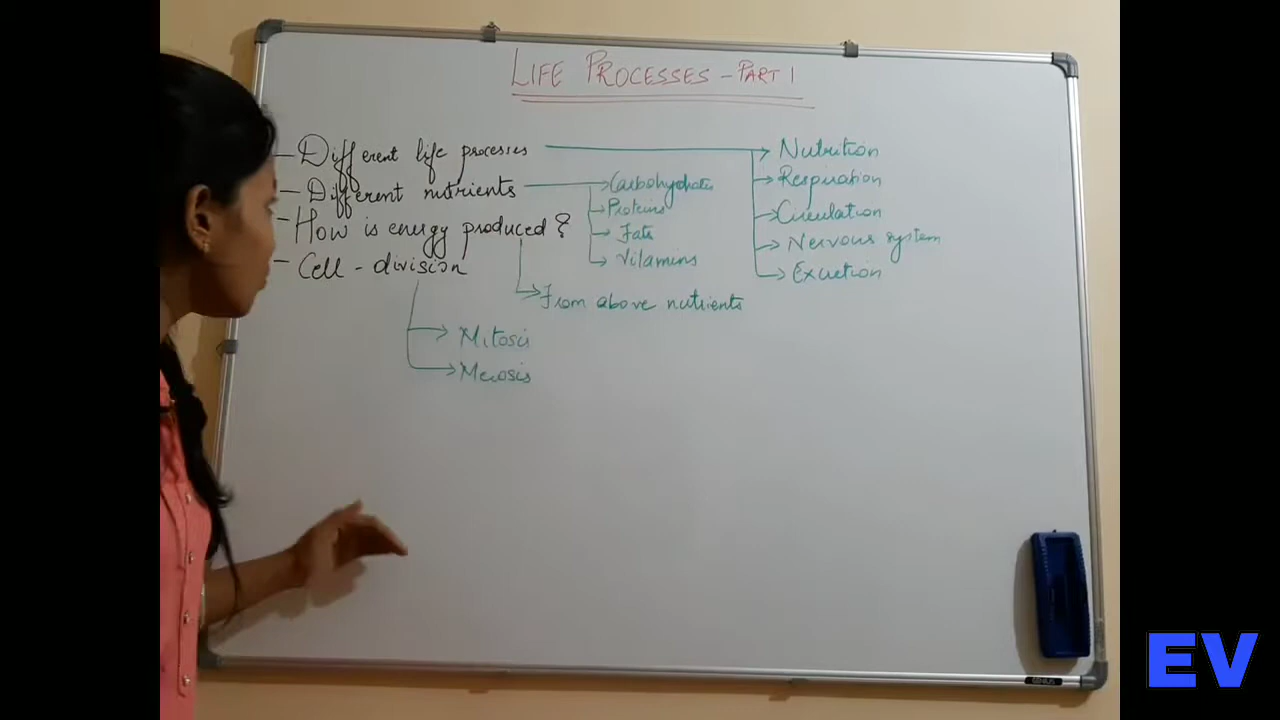 LIFE PROCESSES - PART 1
- Different life processes → Nutrition
→ Respiration
→ Circulation
→ Nervous system
→ Excretion
- Different nutrients → Carbohydrates
→ Proteins
→ Fats
→ Vitamins
- How is energy produced?
→ From above nutrients
- Cell - division
→ Mitosis
→ Meiosis
GENIUS
EV